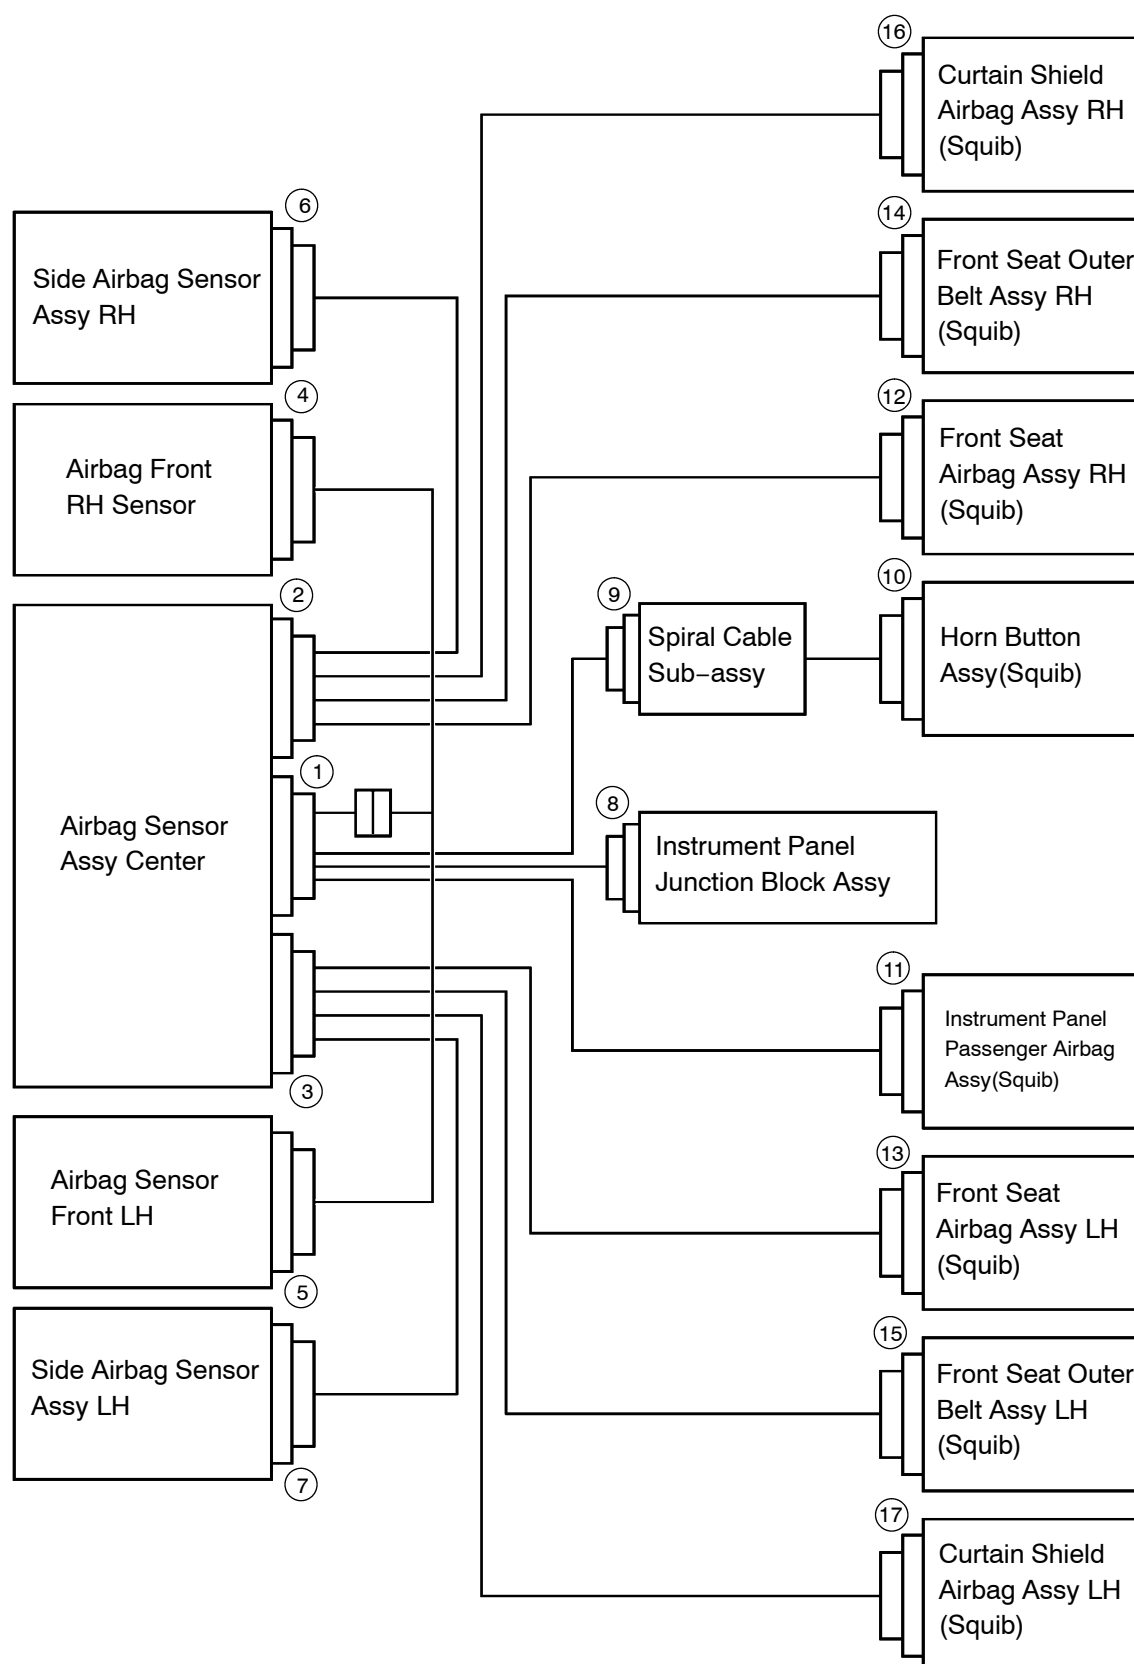 16
Curtain Shield
Airbag Assy RH
(Squib)
6
Side Airbag Sensor
Assy RH
14
Front Seat Outer
Belt Assy RH
(Squib)
4
Airbag Front
RH Sensor
12
Front Seat
Airbag Assy RH
(Squib)
2
9
Spiral Cable
Sub−assy
10
Horn Button
Assy(Squib)
1
Airbag Sensor
Assy Center
8
Instrument Panel
Junction Block Assy
11
Instrument Panel
Passenger Airbag
Assy(Squib)
3
Airbag Sensor
Front LH
5
13
Front Seat
Airbag Assy LH
(Squib)
Side Airbag Sensor
Assy LH
7
15
Front Seat Outer
Belt Assy LH
(Squib)
17
Curtain Shield
Airbag Assy LH
(Squib)